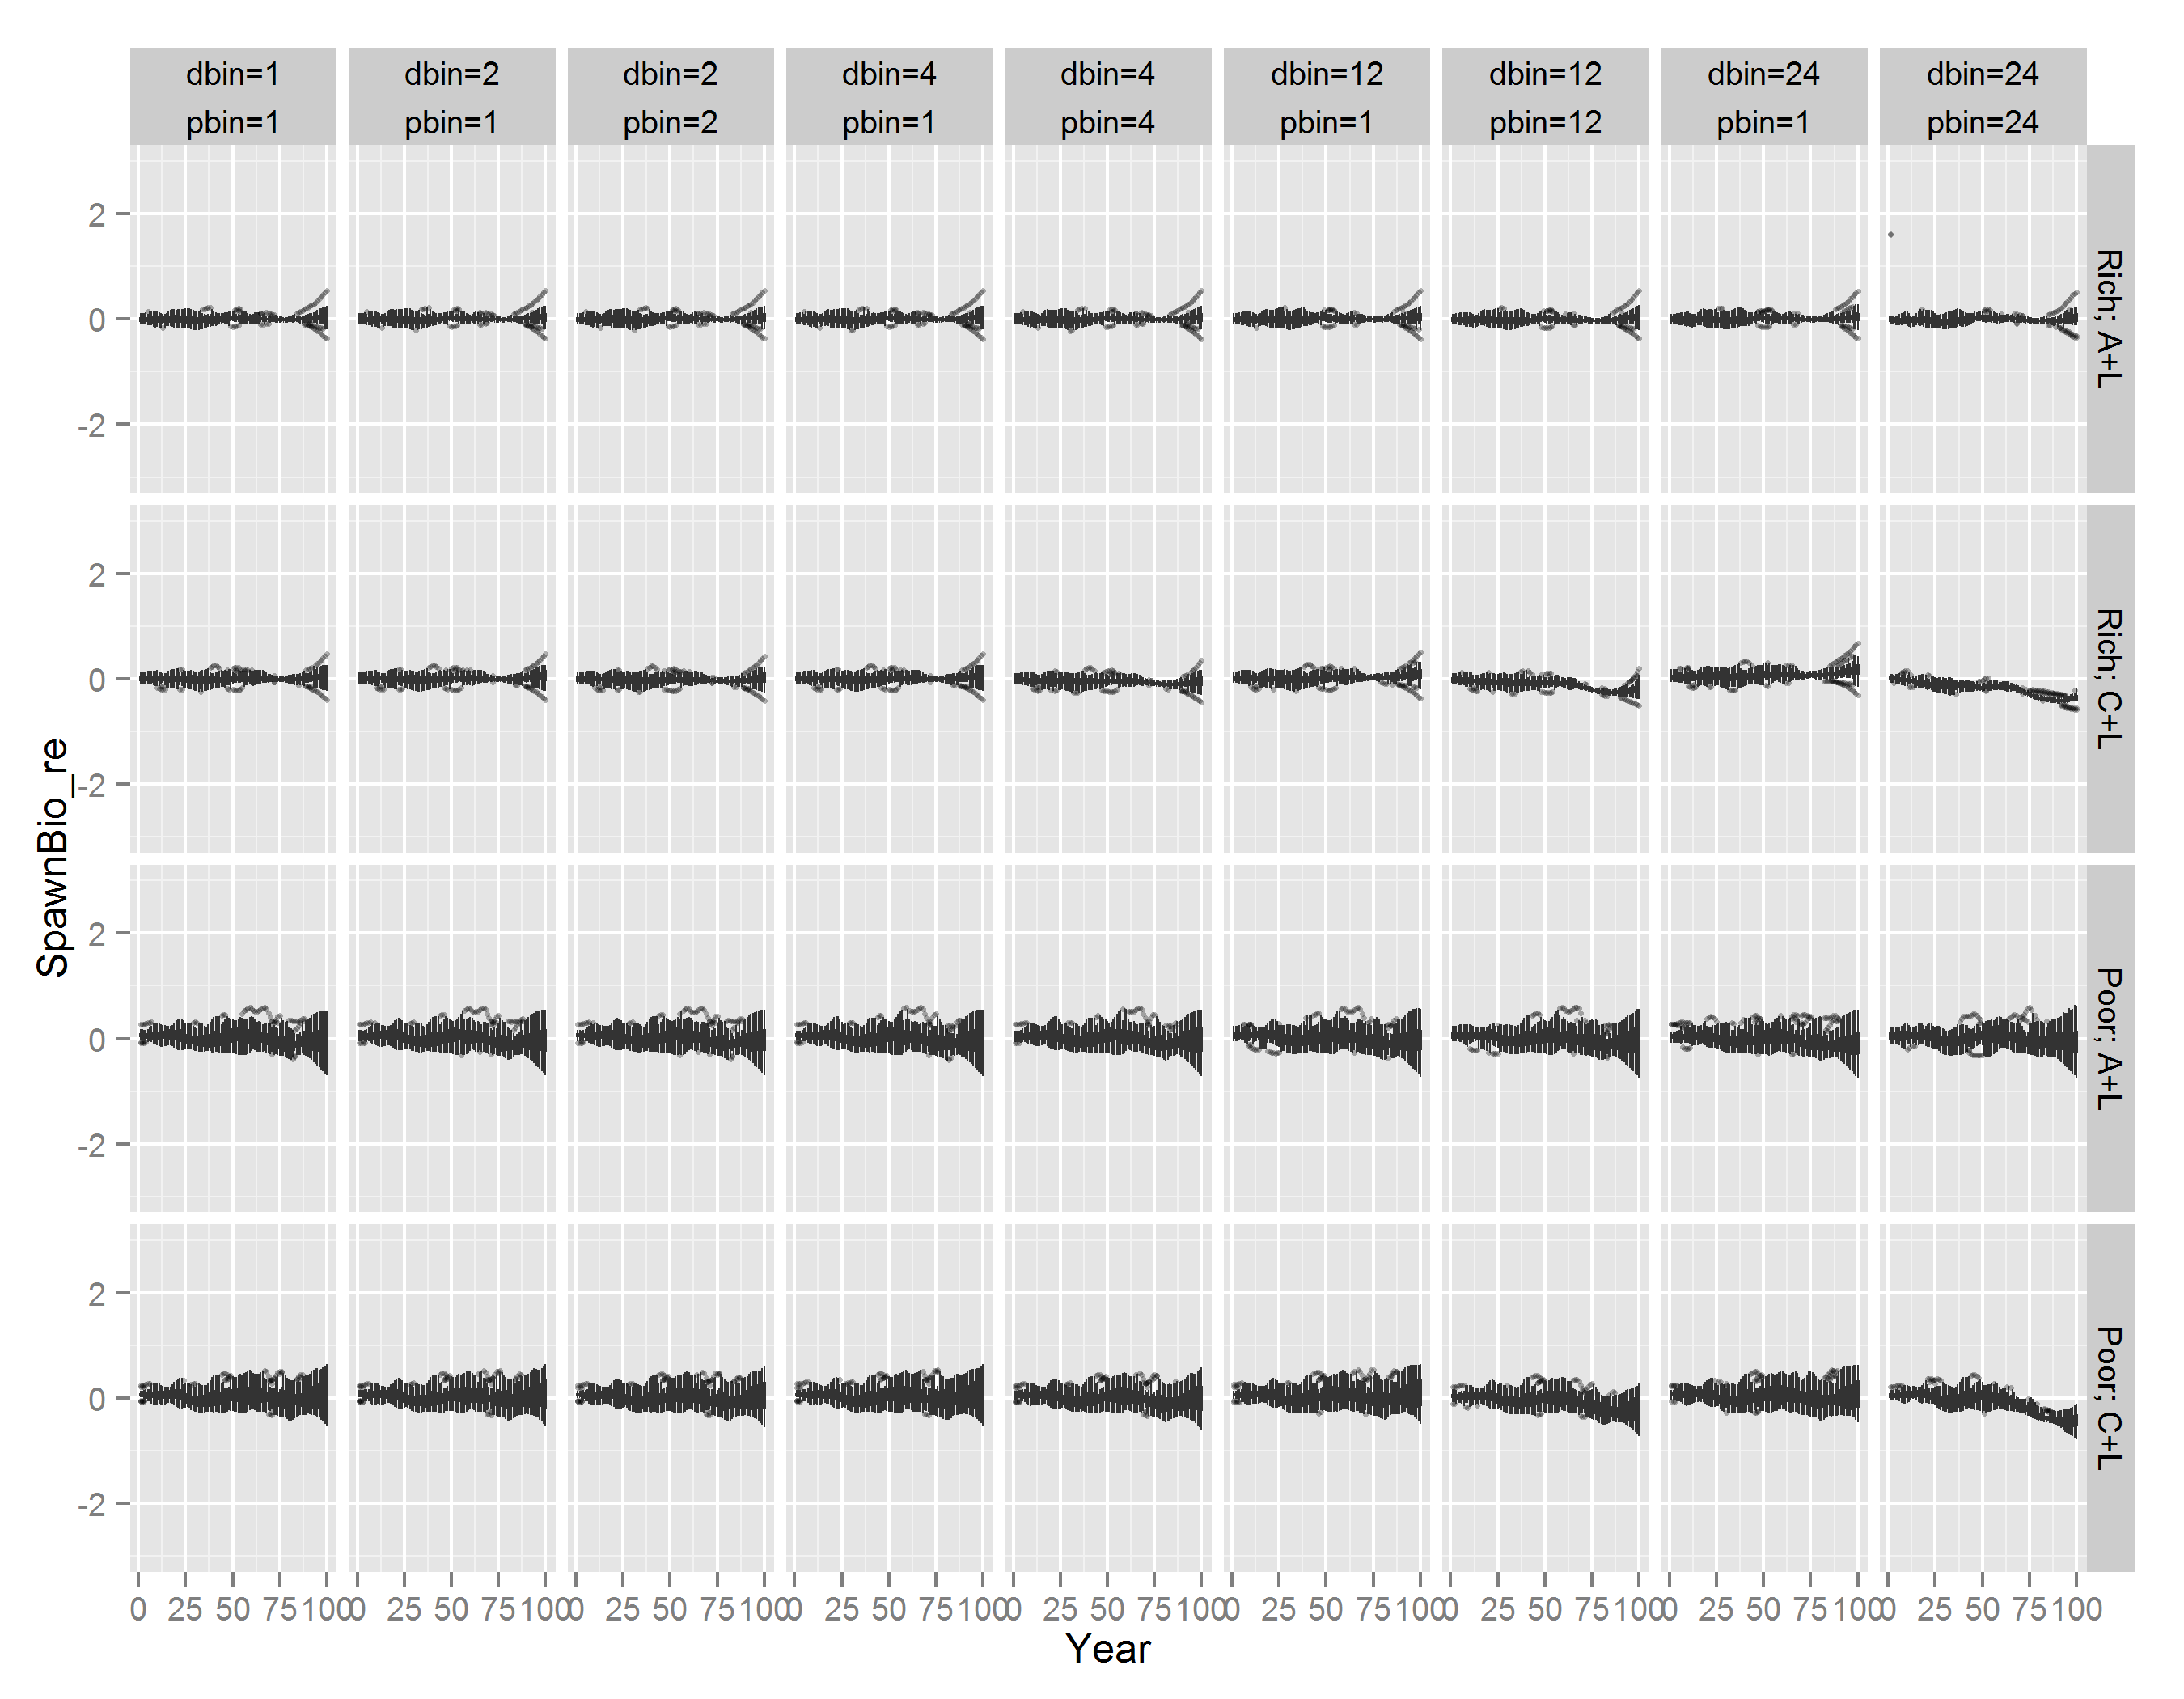 dbin=1 dbin=2 dbin=2 dbin=4 dbin=4 dbin=12 dbin=12 dbin=24 dbin=24
pbin=1 pbin=1 pbin=2 pbin=1 pbin=4 pbin=1 pbin=12 pbin=1 pbin=24
2
0
-2
Rich; A+L
2
0
-2
Rich; C+L
2
0
-2
Poor; A+L
2
0
-2
Poor; C+L
SpawnBio_re
0 25 50 75 100 0 25 50 75 100 0 25 50 75 100 0 25 50 75 100 0 25 50 75 100 0 25 50 75 100 0 25 50 75 100 0 25 50 75 100 0 25 50 75 100
Year